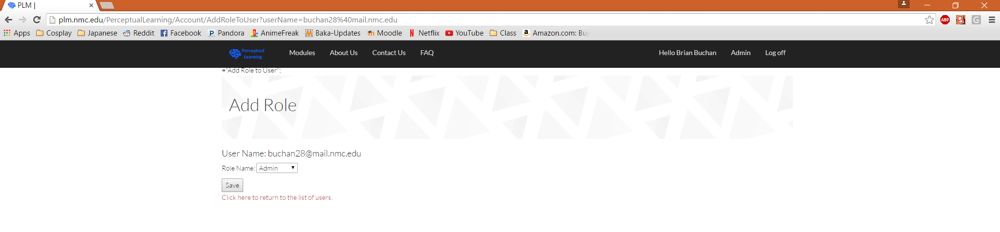 PLM |
plm.nmc.edu/PerceptualLearning/Account/AddRoleToUser?userName=buchan28%40mail.nmc.edu
ABP
G
Apps Cosplay Japanese Reddit Facebook Pandora AnimeFreak Baka-Updates Moodle Netflix YouTube Class Amazon.com: Bu
Perceptual
Learning
Modules About Us Contact Us FAQ Hello Brian Buchan Admin Log off
="Add Role to User";
Add Role
User Name: buchan28@mail.nmc.edu
Role Name: Admin
Save
Click here to return to the list of users.